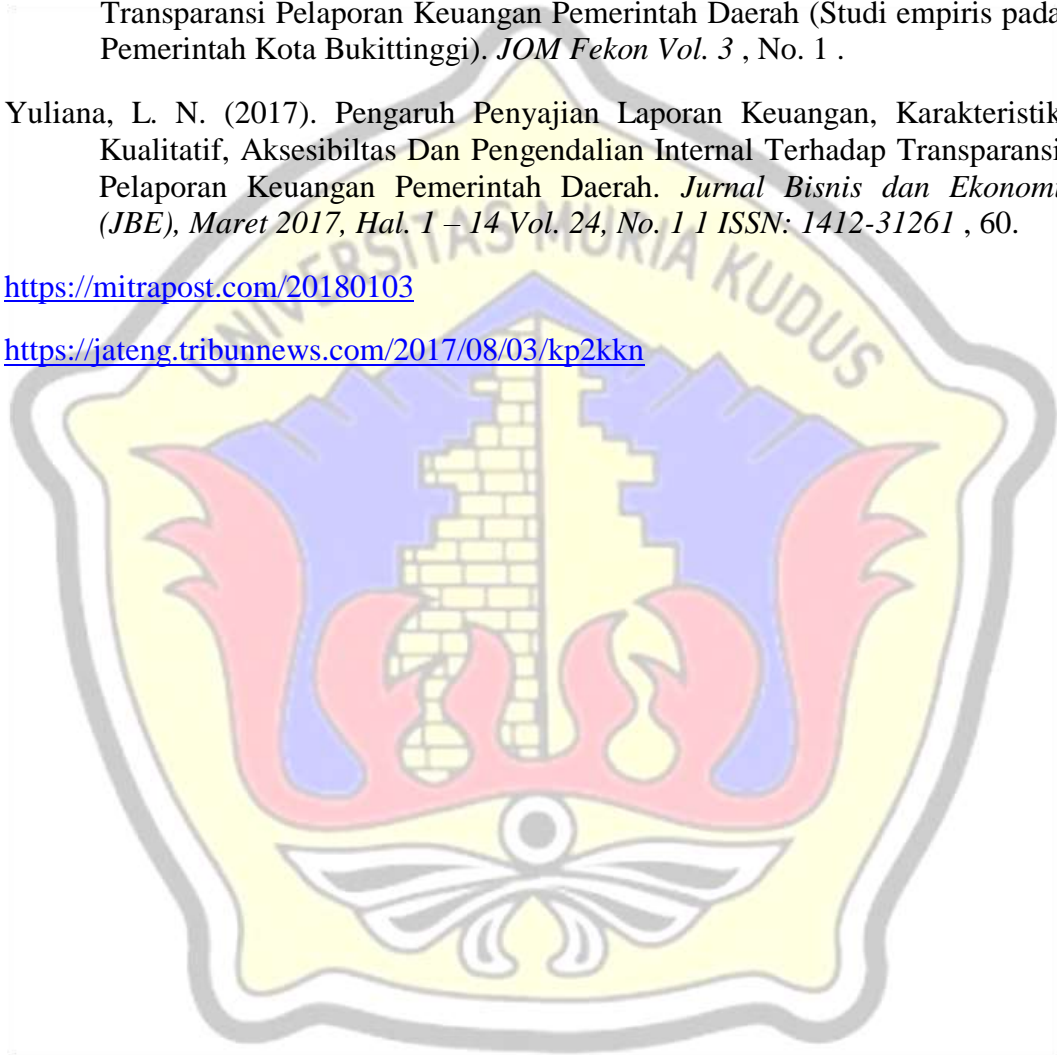 Transparansi Pelaporan Keuangan Pemerintah Daerah (Studi empiris pada
Pemerintah Kota Bukittinggi). JOM Fekon Vol. 3 , No. 1 .
Yuliana, L. N. (2017). Pengaruh Penyajian Laporan Keuangan, Karakteristik
Kualitatif, Aksesibiltas Dan Pengendalian Internal Terhadap Transparansi
Pelaporan Keuangan Pemerintah Daerah. Jurnal Bisnis dan Ekonomi
(JBE), Maret 2017, Hal. 1 – 14 Vol. 24, No. 1 1 ISSN: 1412-31261 , 60.
UNIVERSITAS MURIA KUDUS
https://mitrapost.com/20180103
https://jateng.tribunnews.com/2017/08/03/kp2kkn